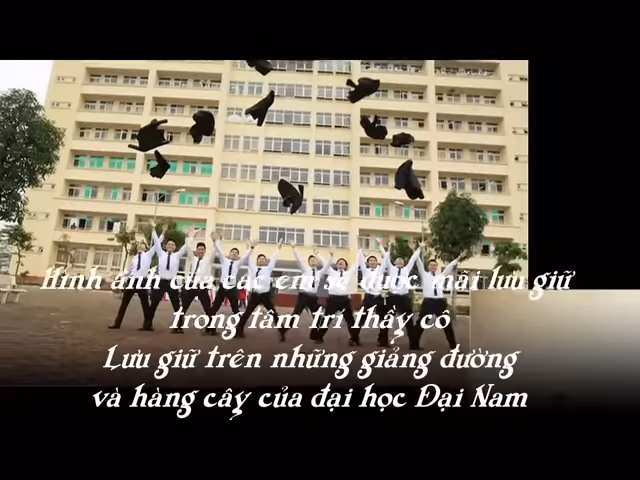 Hình ảnh của các em sẽ được mãi lưu giữ
trong tâm trí thầy cô
Lưu giữ trên những giảng đường
và hàng cây của đại học Đại Nam